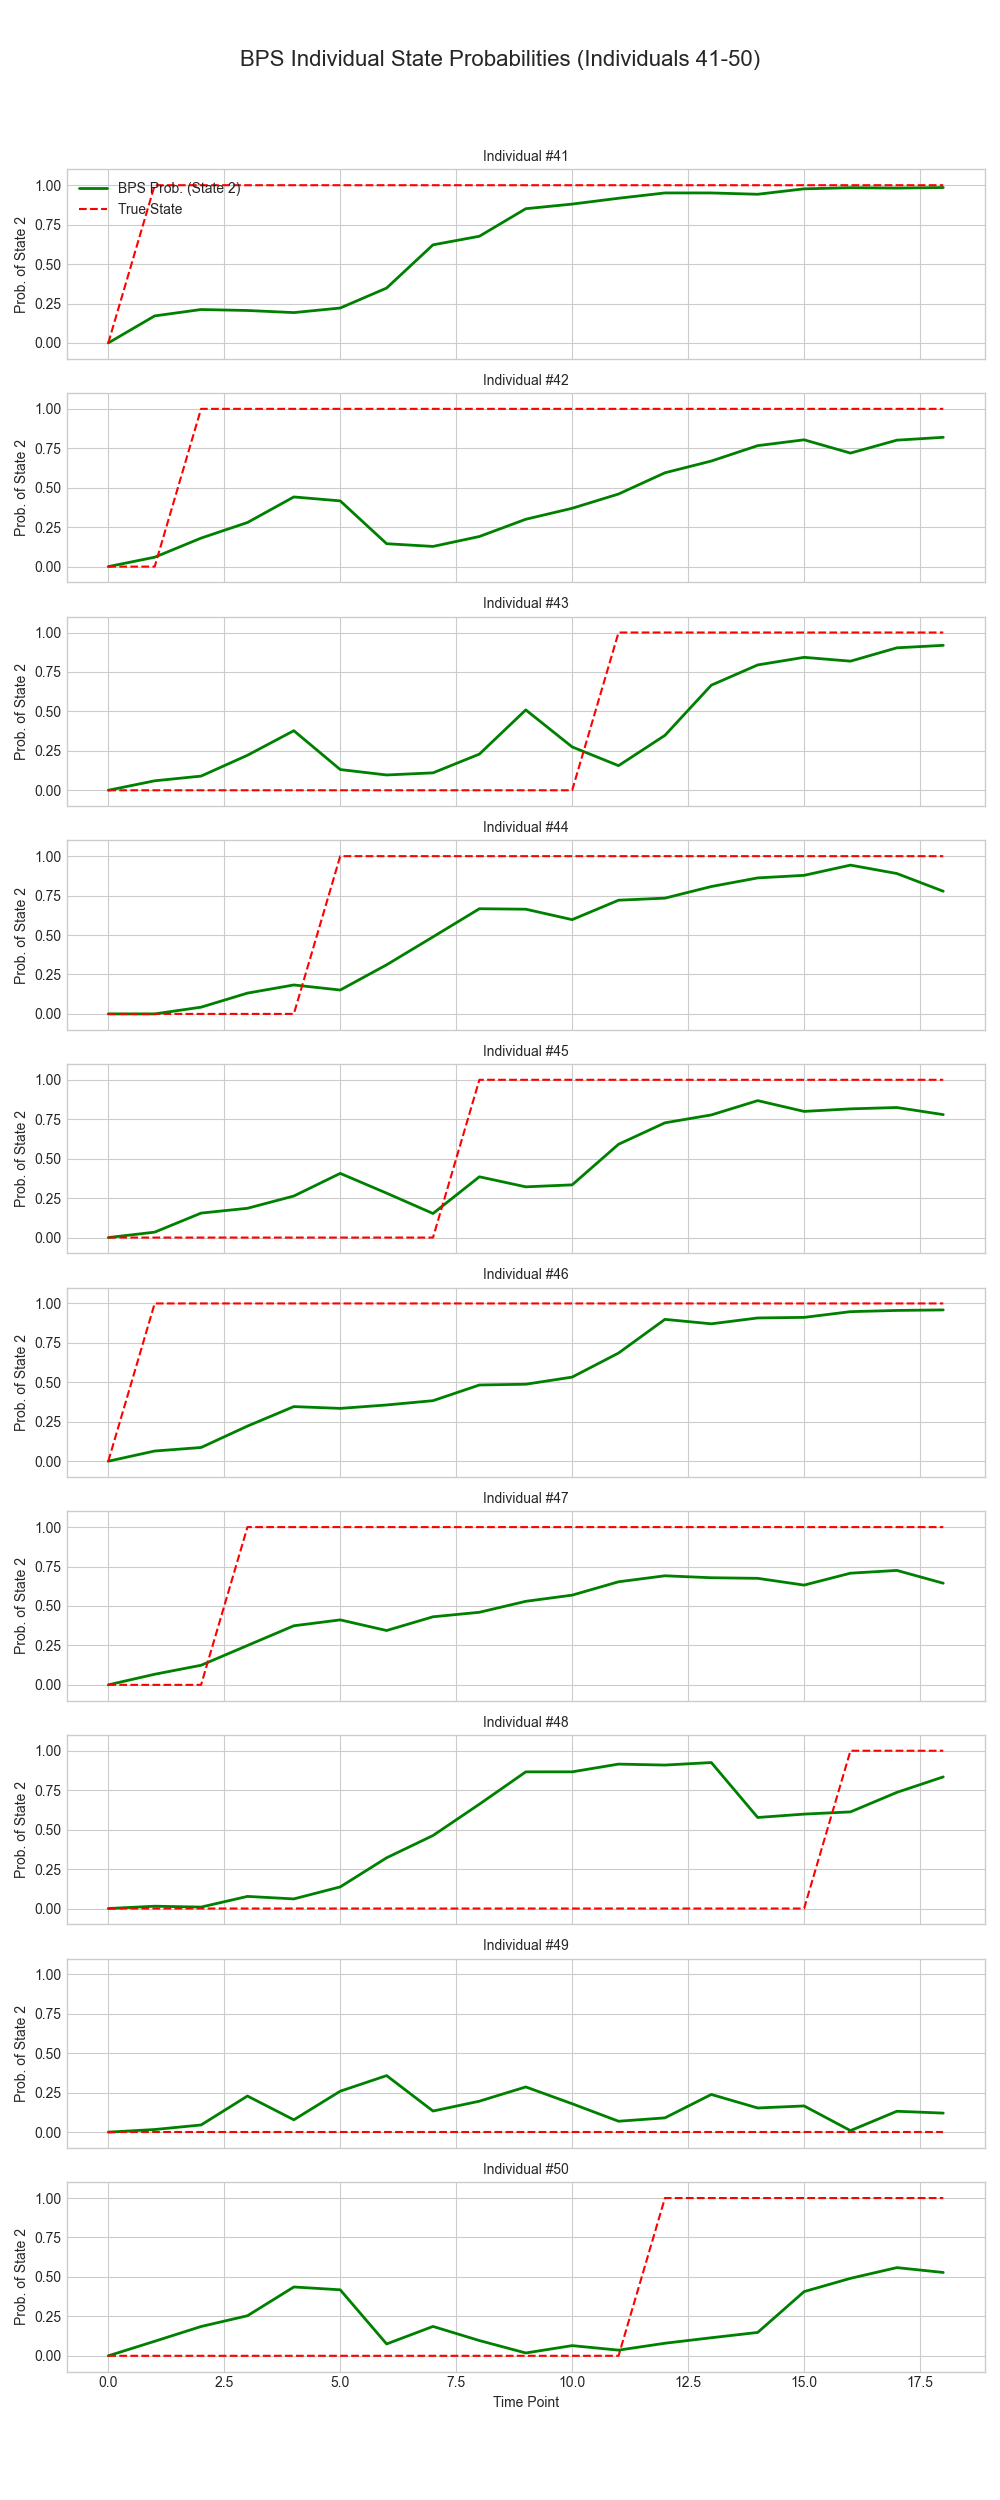 BPS Individual State Probabilities (Individuals 41-50)
Individual #41
BPS Prob. (State 2)
True State
Prob. of State 2
1.00
0.75
0.50
0.25
0.00
Individual #42
Prob. of State 2
1.00
0.75
0.50
0.25
0.00
Individual #43
Prob. of State 2
1.00
0.75
0.50
0.25
0.00
Individual #44
Prob. of State 2
1.00
0.75
0.50
0.25
0.00
Individual #45
Prob. of State 2
1.00
0.75
0.50
0.25
0.00
Individual #46
Prob. of State 2
1.00
0.75
0.50
0.25
0.00
Individual #47
Prob. of State 2
1.00
0.75
0.50
0.25
0.00
Individual #48
Prob. of State 2
1.00
0.75
0.50
0.25
0.00
Individual #49
Prob. of State 2
1.00
0.75
0.50
0.25
0.00
Individual #50
Prob. of State 2
1.00
0.75
0.50
0.25
0.00
0.0 2.5 5.0 7.5 10.0 12.5 15.0 17.5
Time Point